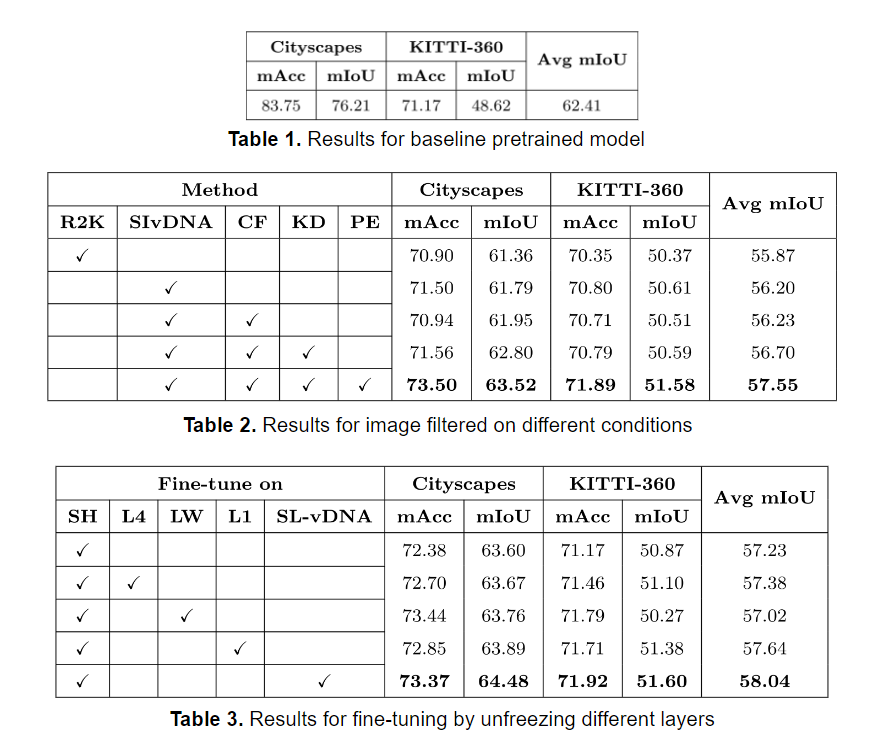 Cityscapes KITTI-360 Avg mIoU
mAcc mIoU mAcc mIoU
83.75 76.21 71.17 48.62 62.41
Table 1. Results for baseline pretrained model
Method Cityscapes KITTI-360 Avg mIoU
R2K SIvDNA CF KD PE mAcc mIoU mAcc mIoU
✓ 70.90 61.36 70.35 50.37 55.87
✓ 71.50 61.79 70.80 50.61 56.20
✓ ✓ 70.94 61.95 70.71 50.51 56.23
✓ ✓ ✓ 71.56 62.80 70.79 50.59 56.70
✓ ✓ ✓ ✓ 73.50 63.52 71.89 51.58 57.55
Table 2. Results for image filtered on different conditions
Fine-tune on Cityscapes KITTI-360 Avg mIoU
SH L4 LW L1 SL-vDNA mAcc mIoU mAcc mIoU
✓ 72.38 63.60 71.17 50.87 57.23
✓ ✓ 72.70 63.67 71.46 51.10 57.38
✓ ✓ 73.44 63.76 71.79 50.27 57.02
✓ ✓ 72.85 63.89 71.71 51.38 57.64
✓ ✓ 73.37 64.48 71.92 51.60 58.04
Table 3. Results for fine-tuning by unfreezing different layers